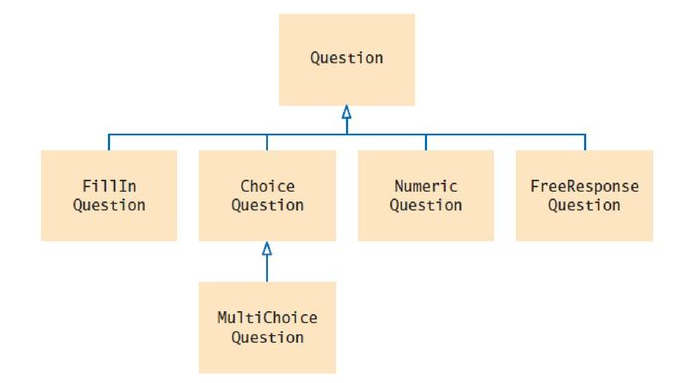 Question
FillIn
Question
Choice
Question
Numeric
Question
FreeResponse
Question
MultiChoice
Question